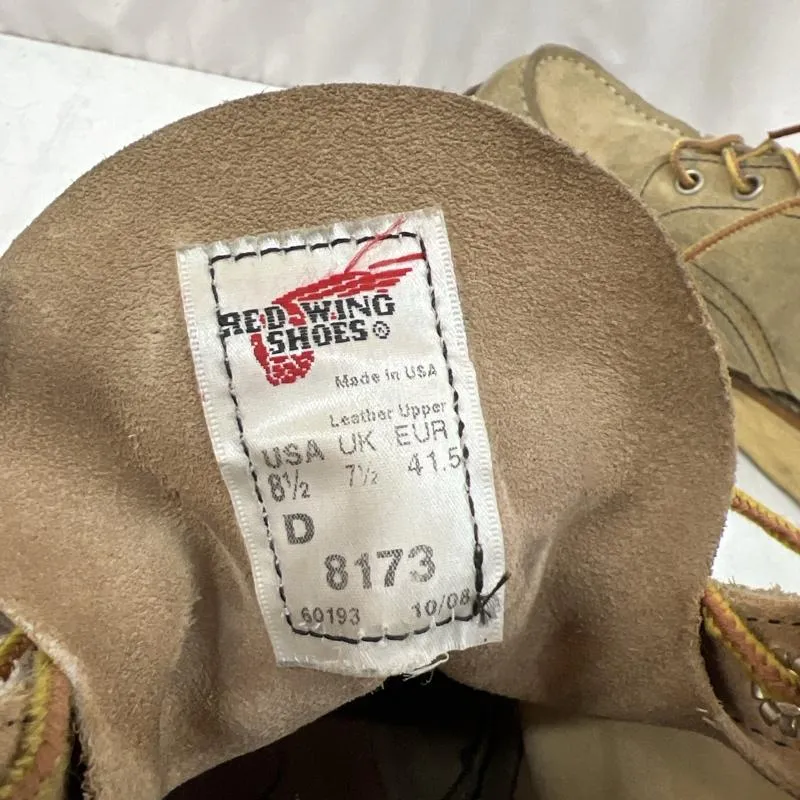 RED WING
SHOES®
Made in USA
Leather Upper
USA UK EUR
8½ 7½ 41.5
D
8173
60193 10/08